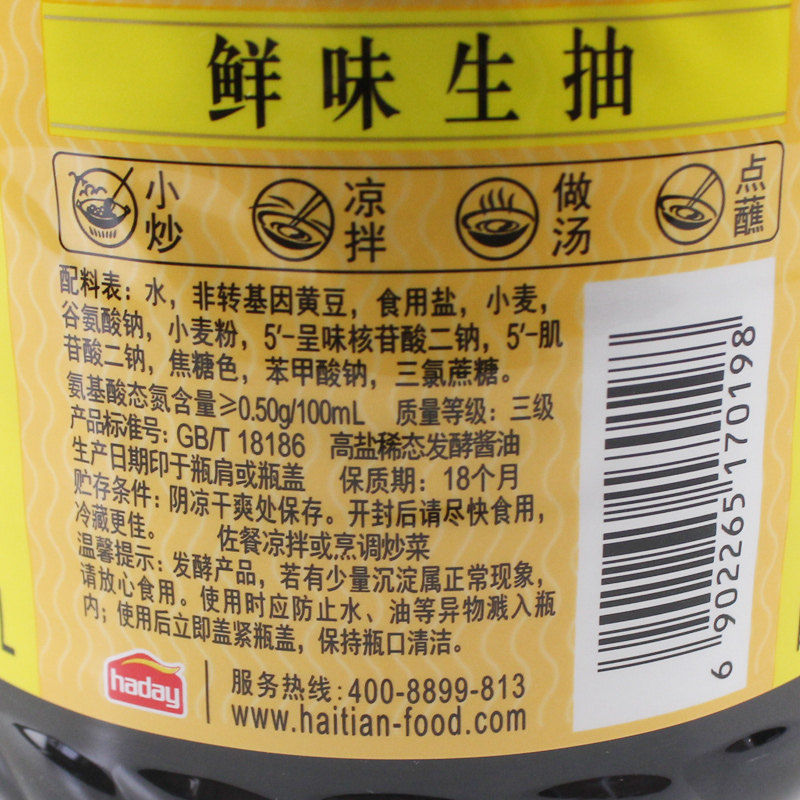 鲜味生抽
小炒
凉拌
做汤
点蘸
配料表：水，非转基因黄豆，食用盐，小麦，
谷氨酸钠，小麦粉，5′-呈味核苷酸二钠，5′-肌
苷酸二钠，焦糖色，苯甲酸钠，三氯蔗糖。
氨基酸态氮含量≥0.50g/100mL 质量等级：三级
产品标准号：GB/T 18186 高盐稀态发酵酱油
生产日期印于瓶肩或瓶盖 保质期：18个月
贮存条件：阴凉干爽处保存。开封后请尽快食用，
冷藏更佳。 佐餐凉拌或烹调炒菜
温馨提示：发酵产品，若有少量沉淀属正常现象，
请放心食用。使用时应防止水、油等异物溅入瓶
内；使用后立即盖紧瓶盖，保持瓶口清洁。
haday
服务热线：400-8899-813
www.haitian-food.com
6902265170198